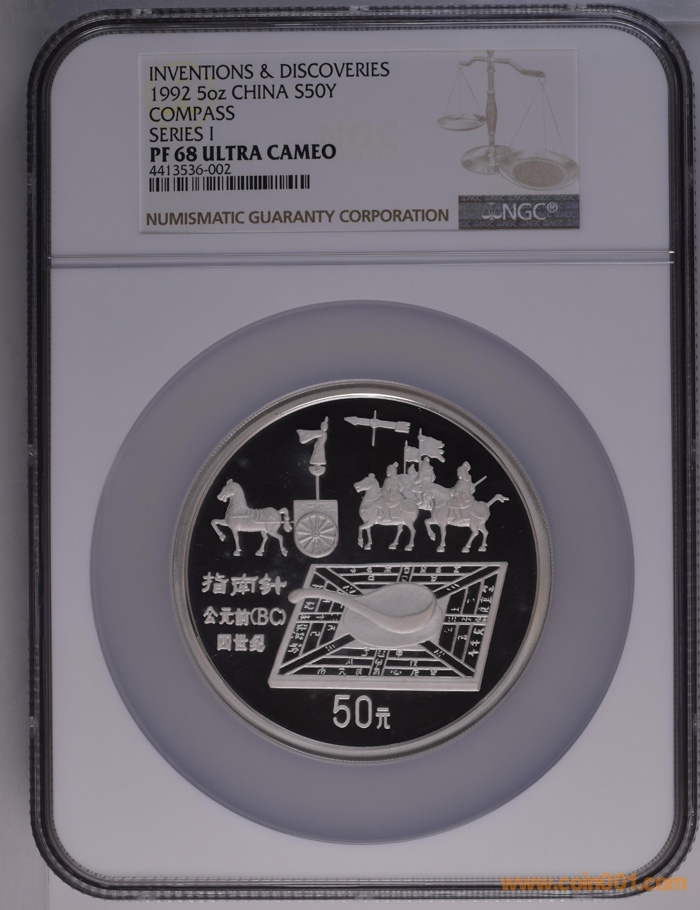 INVENTIONS & DISCOVERIES
1992 5oz CHINA S50Y
COMPASS
SERIES I
PF 68 ULTRA CAMEO
4413536-002
NUMISMATIC GUARANTY CORPORATION
NGC®
指南针
公元前(BC)
四世纪
50元
www.coin001.com